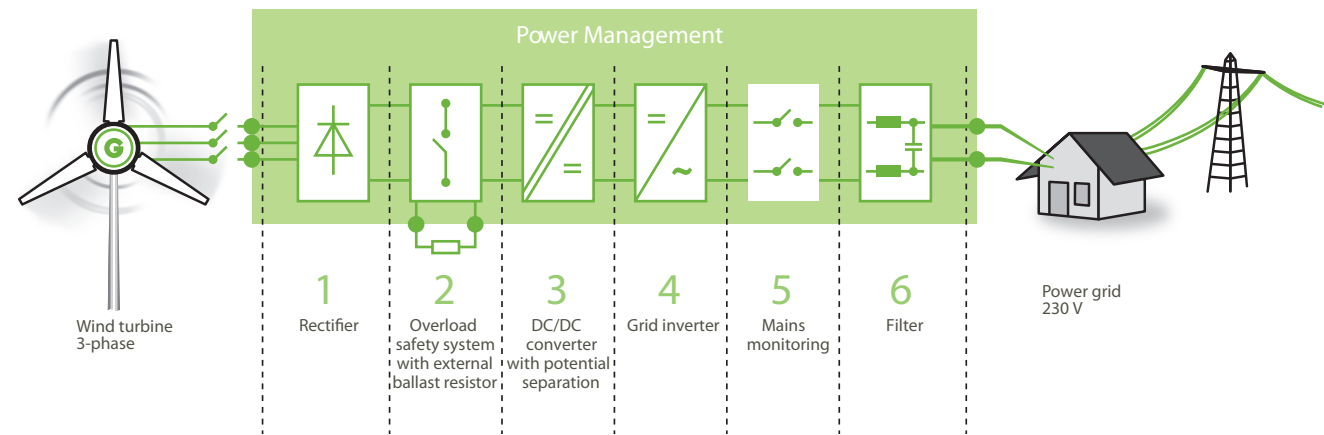 Power Management
G
1
2
3
4
5
6
Wind turbine
3-phase
Rectifier
Overload
safety system
with external
ballast resistor
DC/DC
converter
with potential
separation
Grid inverter
Mains
monitoring
Filter
Power grid
230 V